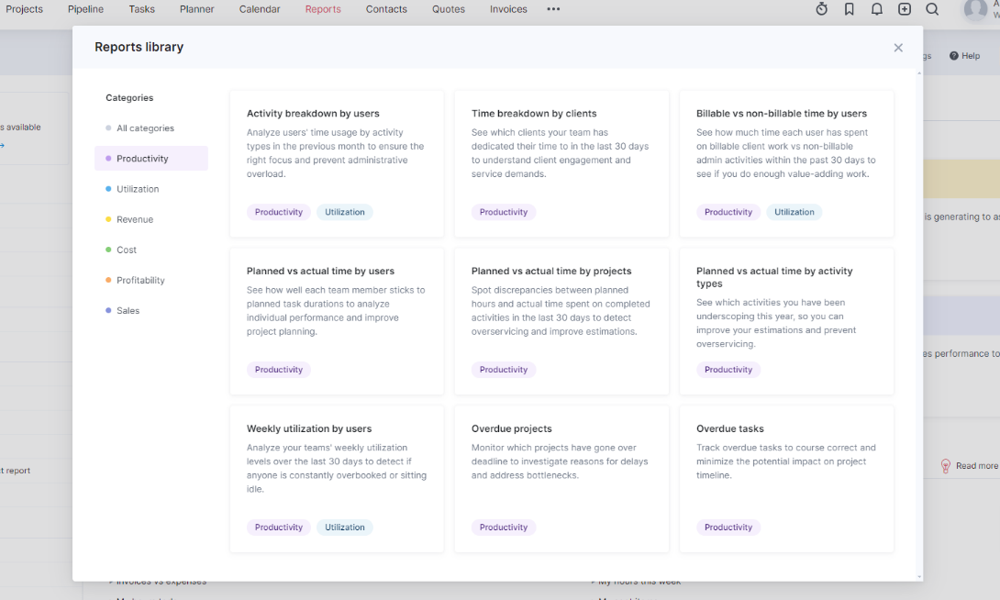 Projects Pipeline Tasks Planner Calendar Reports Contacts Quotes Invoices
Reports library
Help
available
Categories
All categories
Productivity
Utilization
Revenue
Cost
Profitability
Sales
Activity breakdown by users
Analyze users' time usage by activity
types in the previous month to ensure the
right focus and prevent administrative
overload.
Productivity Utilization
Time breakdown by clients
See which clients your team has
dedicated their time to in the last 30 days
to understand client engagement and
service demands.
Productivity
Billable vs non-billable time by users
See how much time each user has spent
on billable client work vs non-billable
admin activities within the past 30 days to
see if you do enough value-adding work.
Productivity Utilization
is generating to
Planned vs actual time by users
See how well each team member sticks to
planned task durations to analyze
individual performance and improve
project planning.
Productivity
Planned vs actual time by projects
Spot discrepancies between planned
hours and actual time spent on completed
activities in the last 30 days to detect
overservicing and improve estimations.
Productivity
Planned vs actual time by activity
types
See which activities you have been
underscoping this year, so you can
improve your estimations and prevent
overservicing.
Productivity
performance to
Weekly utilization by users
Analyze your teams' weekly utilization
levels over the last 30 days to detect if
anyone is constantly overbooked or sitting
idle.
Productivity Utilization
Overdue projects
Monitor which projects have gone over
deadline to investigate reasons for delays
and address bottlenecks.
Productivity
Overdue tasks
Track overdue tasks to course correct and
minimize the potential impact on project
timeline.
Productivity
report
Read more
Invoices vs expenses
My hours this week